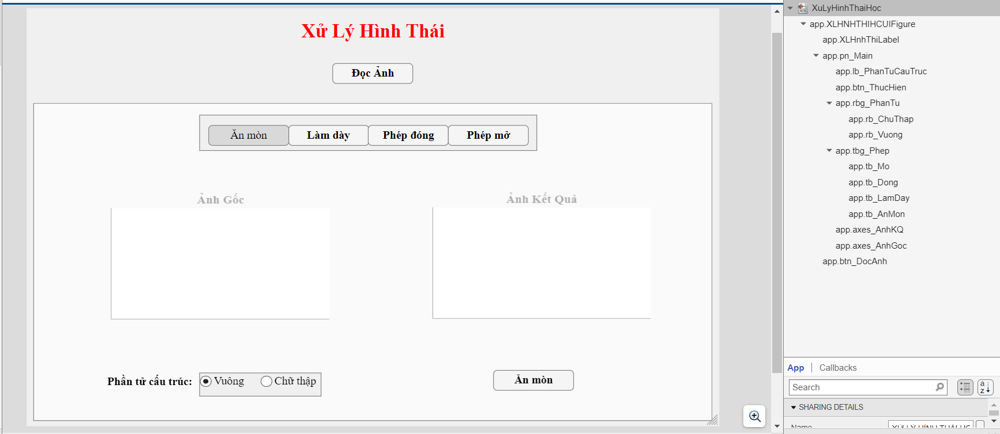 Xử Lý Hình Thái
Đọc Ảnh
Ăn mòn Làm dày Phép đóng Phép mở
Ảnh Gốc
Ảnh Kết Quả
Phần tử cấu trúc: Vuông Chữ thập
Ăn mòn
XuLyHinhThaiHoc
app.XLHNHTHIHCUIFigure
app.XLHnhThiLabel
app.pn_Main
app.lb_PhanTuCauTruc
app.btn_ThucHien
app.rbg_PhanTu
app.rb_ChuThap
app.rb_Vuong
app.tbg_Phep
app.tb_Mo
app.tb_Dong
app.tb_LamDay
app.tb_AnMon
app.axes_AnhKQ
app.axes_AnhGoc
app.btn_DocAnh
App Callbacks
Search
SHARING DETAILS
Name